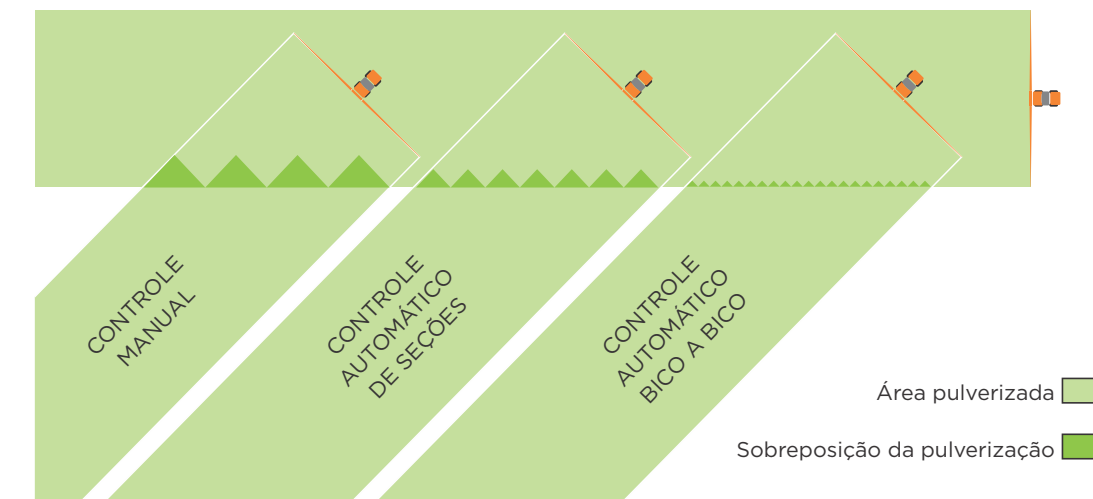 CONTROLE
MANUAL
CONTROLE
AUTOMÁTICO
DE SEÇÕES
CONTROLE
AUTOMÁTICO
BICO A BICO
Área pulverizada
Sobreposição da pulverização